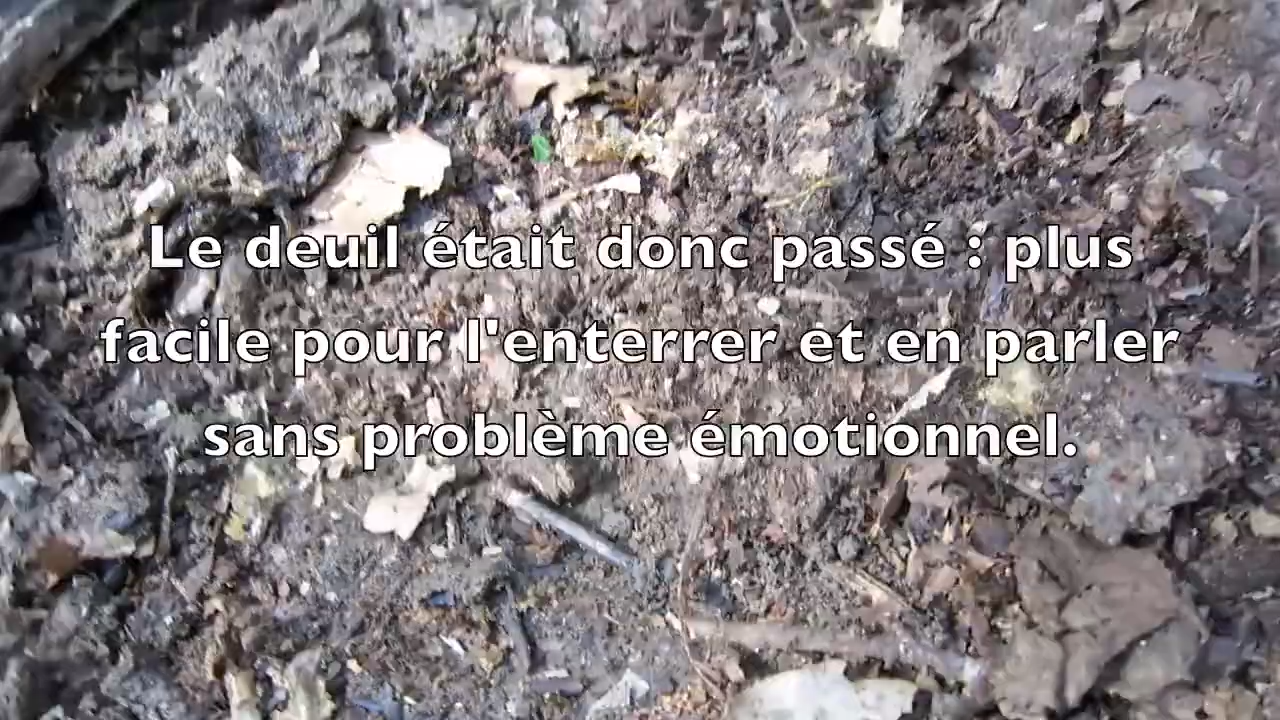 Le deuil était donc passé : plus
facile pour l'enterrer et en parler
sans problème émotionnel.